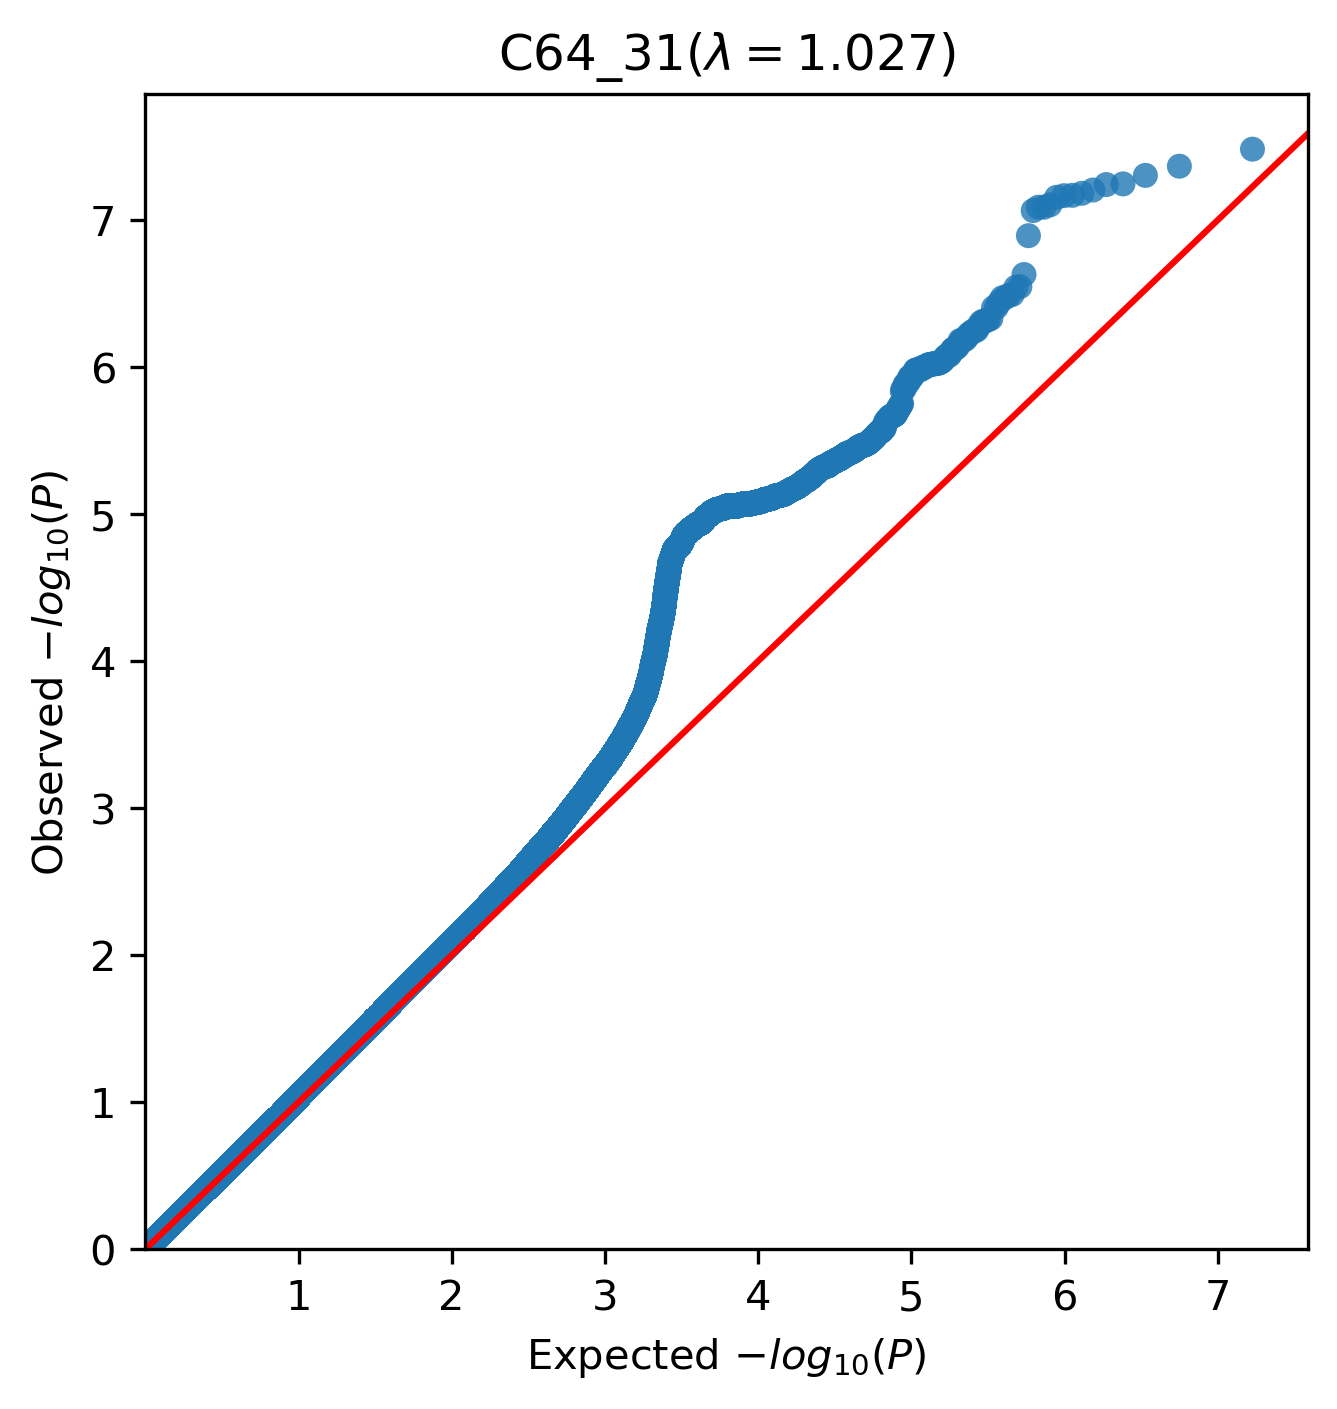 C64_31(λ = 1.027)
Observed −log₁₀(P)
7
6
5
4
3
2
1
0
1 2 3 4 5 6 7
Expected −log₁₀(P)